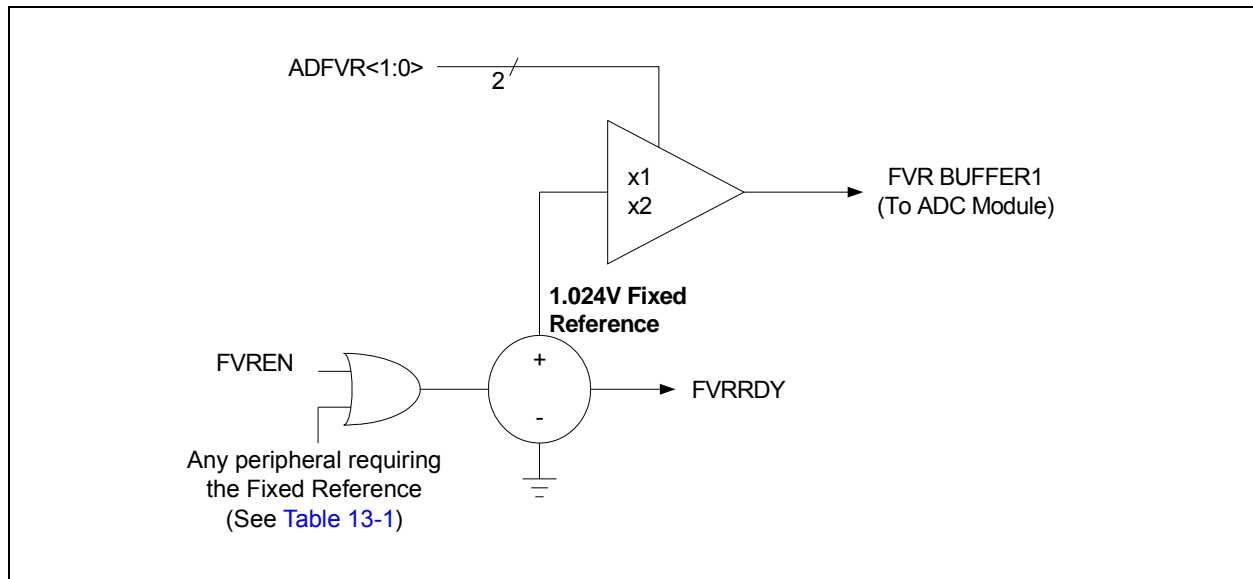 ADFVR<1:0>
2
x1
x2
FVR BUFFER1
(To ADC Module)
1.024V Fixed
Reference
FVREN
+
-
FVRRDY
Any peripheral requiring
the Fixed Reference
(See Table 13-1)